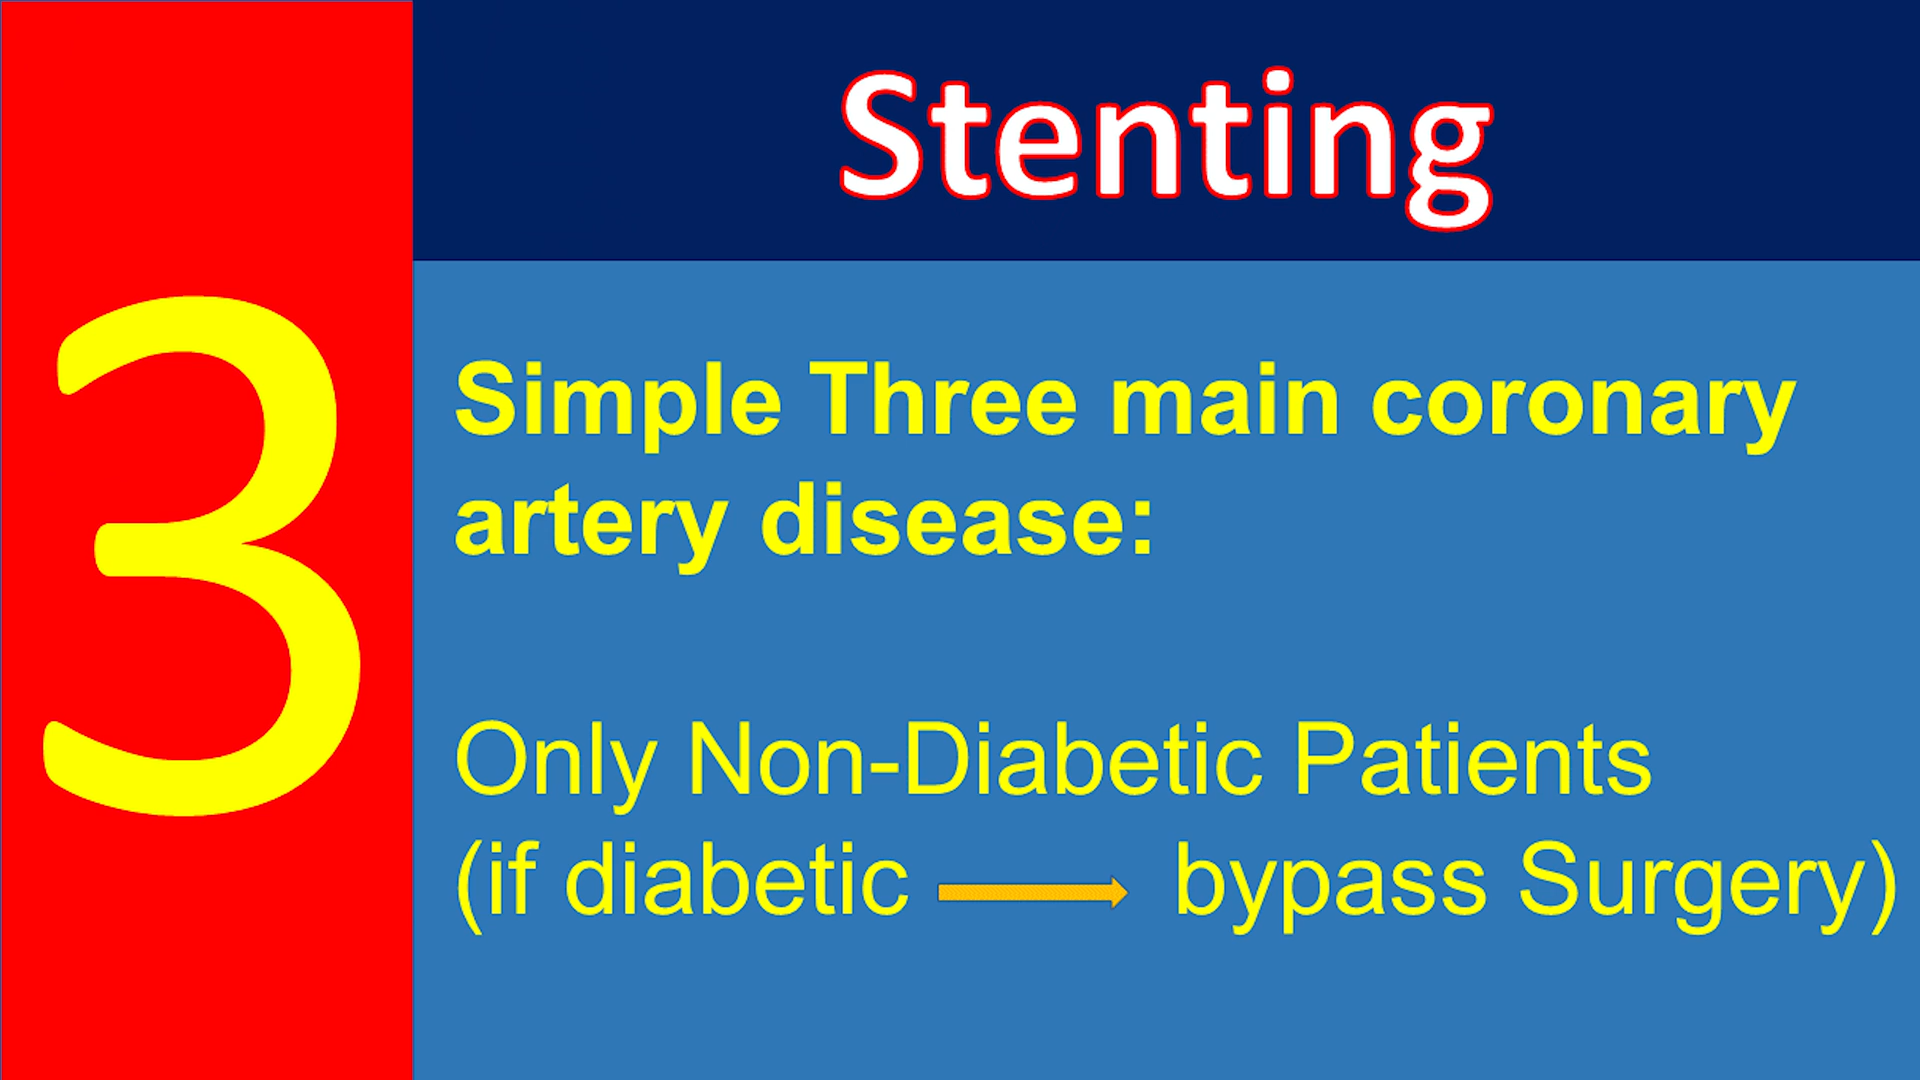 3
Stenting
Simple Three main coronary
artery disease:
Only Non-Diabetic Patients
(if diabetic bypass Surgery)